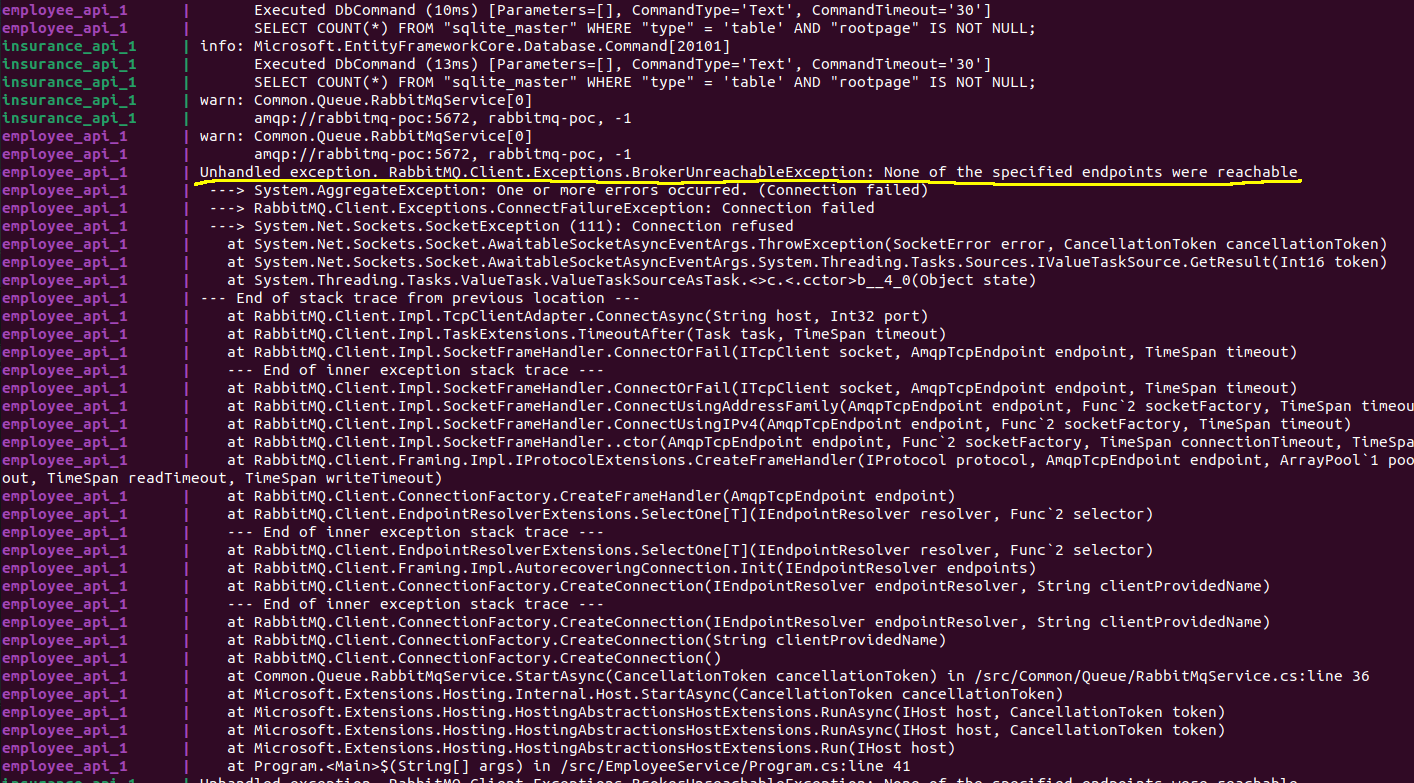 employee_api_1 | Executed DbCommand (10ms) [Parameters=[], CommandType='Text', CommandTimeout='30']
employee_api_1 | SELECT COUNT(*) FROM "sqlite_master" WHERE "type" = 'table' AND "rootpage" IS NOT NULL;
insurance_api_1 | info: Microsoft.EntityFrameworkCore.Database.Command[20101]
insurance_api_1 | Executed DbCommand (13ms) [Parameters=[], CommandType='Text', CommandTimeout='30']
insurance_api_1 | SELECT COUNT(*) FROM "sqlite_master" WHERE "type" = 'table' AND "rootpage" IS NOT NULL;
insurance_api_1 | warn: Common.Queue.RabbitMqService[0]
insurance_api_1 | amqp://rabbitmq-poc:5672, rabbitmq-poc, -1
employee_api_1 | warn: Common.Queue.RabbitMqService[0]
employee_api_1 | amqp://rabbitmq-poc:5672, rabbitmq-poc, -1
employee_api_1 | Unhandled exception. RabbitMQ.Client.Exceptions.BrokerUnreachableException: None of the specified endpoints were reachable
employee_api_1 | ---> System.AggregateException: One or more errors occurred. (Connection failed)
employee_api_1 | ---> RabbitMQ.Client.Exceptions.ConnectFailureException: Connection failed
employee_api_1 | ---> System.Net.Sockets.SocketException (111): Connection refused
employee_api_1 | at System.Net.Sockets.Socket.AwaitableSocketAsyncEventArgs.ThrowException(SocketError error, CancellationToken cancellationToken)
employee_api_1 | at System.Net.Sockets.Socket.AwaitableSocketAsyncEventArgs.System.Threading.Tasks.Sources.IValueTaskSource.GetResult(Int16 token)
employee_api_1 | at System.Threading.Tasks.ValueTask.ValueTaskSourceAsTask.<>c.<.cctor>b__4_0(Object state)
employee_api_1 | --- End of stack trace from previous location ---
employee_api_1 | at RabbitMQ.Client.Impl.TcpClientAdapter.ConnectAsync(String host, Int32 port)
employee_api_1 | at RabbitMQ.Client.Impl.TaskExtensions.TimeoutAfter(Task task, TimeSpan timeout)
employee_api_1 | at RabbitMQ.Client.Impl.SocketFrameHandler.ConnectOrFail(ITcpClient socket, AmqpTcpEndpoint endpoint, TimeSpan timeout)
employee_api_1 | --- End of inner exception stack trace ---
employee_api_1 | at RabbitMQ.Client.Impl.SocketFrameHandler.ConnectOrFail(ITcpClient socket, AmqpTcpEndpoint endpoint, TimeSpan timeout)
employee_api_1 | at RabbitMQ.Client.Impl.SocketFrameHandler.ConnectUsingAddressFamily(AmqpTcpEndpoint endpoint, Func`2 socketFactory, TimeSpan timeou
employee_api_1 | at RabbitMQ.Client.Impl.SocketFrameHandler.ConnectUsingIPv4(AmqpTcpEndpoint endpoint, Func`2 socketFactory, TimeSpan timeout)
employee_api_1 | at RabbitMQ.Client.Impl.SocketFrameHandler..ctor(AmqpTcpEndpoint endpoint, Func`2 socketFactory, TimeSpan connectionTimeout, TimeSpa
employee_api_1 | at RabbitMQ.Client.Framing.Impl.IProtocolExtensions.CreateFrameHandler(IProtocol protocol, AmqpTcpEndpoint endpoint, ArrayPool`1 poo
out, TimeSpan readTimeout, TimeSpan writeTimeout)
employee_api_1 | at RabbitMQ.Client.ConnectionFactory.CreateFrameHandler(AmqpTcpEndpoint endpoint)
employee_api_1 | at RabbitMQ.Client.EndpointResolverExtensions.SelectOne[T](IEndpointResolver resolver, Func`2 selector)
employee_api_1 | --- End of inner exception stack trace ---
employee_api_1 | at RabbitMQ.Client.EndpointResolverExtensions.SelectOne[T](IEndpointResolver resolver, Func`2 selector)
employee_api_1 | at RabbitMQ.Client.Framing.Impl.AutorecoveringConnection.Init(IEndpointResolver endpoints)
employee_api_1 | at RabbitMQ.Client.ConnectionFactory.CreateConnection(IEndpointResolver endpointResolver, String clientProvidedName)
employee_api_1 | --- End of inner exception stack trace ---
employee_api_1 | at RabbitMQ.Client.ConnectionFactory.CreateConnection(IEndpointResolver endpointResolver, String clientProvidedName)
employee_api_1 | at RabbitMQ.Client.ConnectionFactory.CreateConnection(String clientProvidedName)
employee_api_1 | at RabbitMQ.Client.ConnectionFactory.CreateConnection()
employee_api_1 | at Common.Queue.RabbitMqService.StartAsync(CancellationToken cancellationToken) in /src/Common/Queue/RabbitMqService.cs:line 36
employee_api_1 | at Microsoft.Extensions.Hosting.Internal.Host.StartAsync(CancellationToken cancellationToken)
employee_api_1 | at Microsoft.Extensions.Hosting.HostingAbstractionsHostExtensions.RunAsync(IHost host, CancellationToken token)
employee_api_1 | at Microsoft.Extensions.Hosting.HostingAbstractionsHostExtensions.RunAsync(IHost host, CancellationToken token)
employee_api_1 | at Microsoft.Extensions.Hosting.HostingAbstractionsHostExtensions.Run(IHost host)
employee_api_1 | at Program.<Main>$(String[] args) in /src/EmployeeService/Program.cs:line 41
insurance_api_1 | Unhandled exception. RabbitMQ.Client.Exceptions.BrokerUnreachableException: None of the specified endpoints were reachable